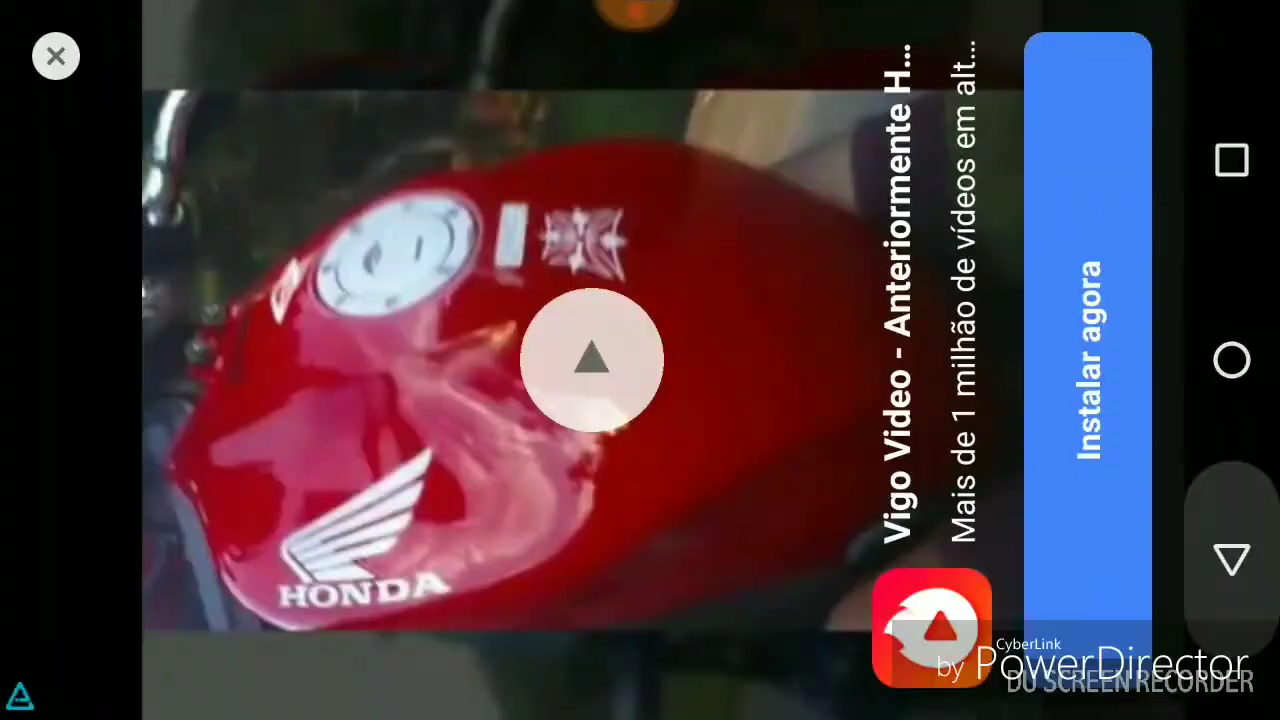 HONDA
Vigo Video - Anteriormente H...
Mais de 1 milhão de vídeos em alt...
Instalar agora
CyberLink
by PowerDirector
DU SCREEN RECORDER